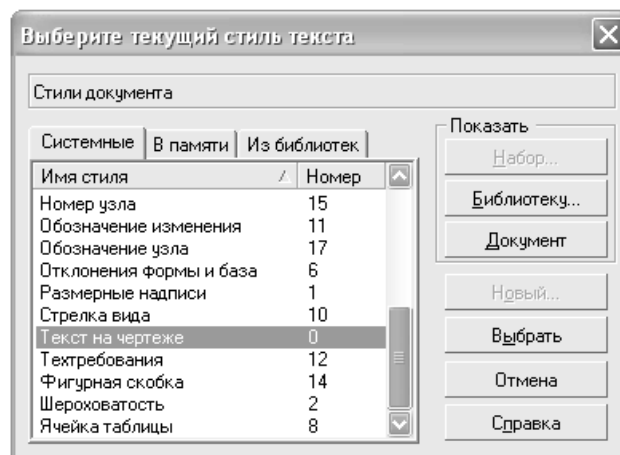 Выберите текущий стиль текста
Стили документа
Системные В памяти Из библиотек
Имя стиля Номер
Номер узла 15
Обозначение изменения 11
Обозначение узла 17
Отклонения формы и база 6
Размерные надписи 1
Стрелка вида 10
Текст на чертеже 0
Техтребования 12
Фигурная скобка 14
Шероховатость 2
Ячейка таблицы 8
Показать
Набор...
Библиотеку...
Документ
Новый...
Выбрать
Отмена
Справка